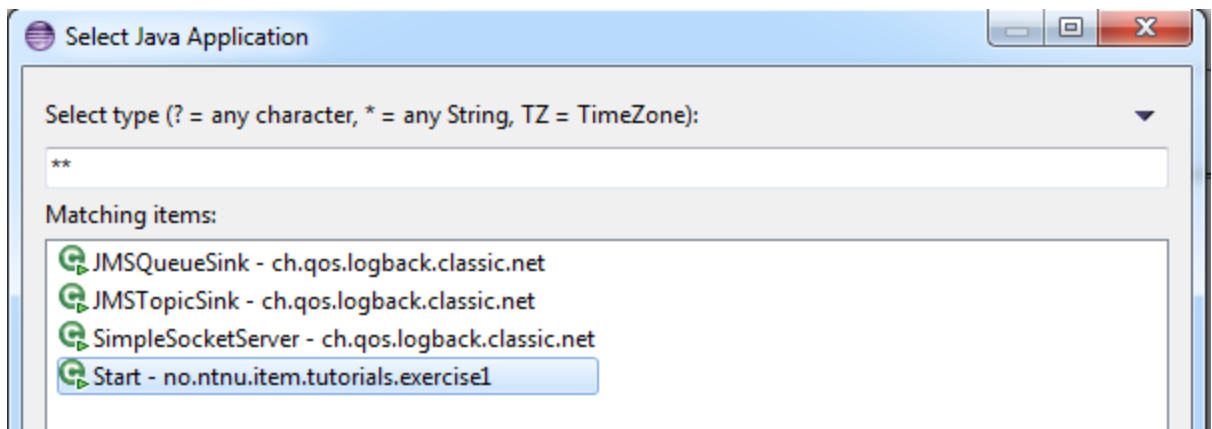 Select Java Application
Select type (? = any character, * = any String, TZ = TimeZone):
**
Matching items:
JMSQueueSink - ch.qos.logback.classic.net
JMSTopicSink - ch.qos.logback.classic.net
SimpleSocketServer - ch.qos.logback.classic.net
Start - no.ntnu.item.tutorials.exercise1